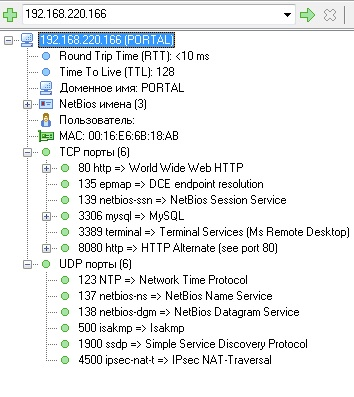 192.168.220.166
192.168.220.166 (PORTAL)
Round Trip Time (RTT): <10 ms
Time To Live (TTL): 128
Доменное имя: PORTAL
NetBios имена (3)
Пользователь:
MAC: 00:16:E6:6B:18:AB
TCP порты (6)
80 http => World Wide Web HTTP
135 epmap => DCE endpoint resolution
139 netbios-ssn => NetBios Session Service
3306 mysql => MySQL
3389 terminal => Terminal Services (Ms Remote Desktop)
8080 http => HTTP Alternate (see port 80)
UDP порты (6)
123 NTP => Network Time Protocol
137 netbios-ns => NetBios Name Service
138 netbios-dgm => NetBios Datagram Service
500 isakmp => Isakmp
1900 ssdp => Simple Service Discovery Protocol
4500 ipsec-nat-t => IPsec NAT-Traversal